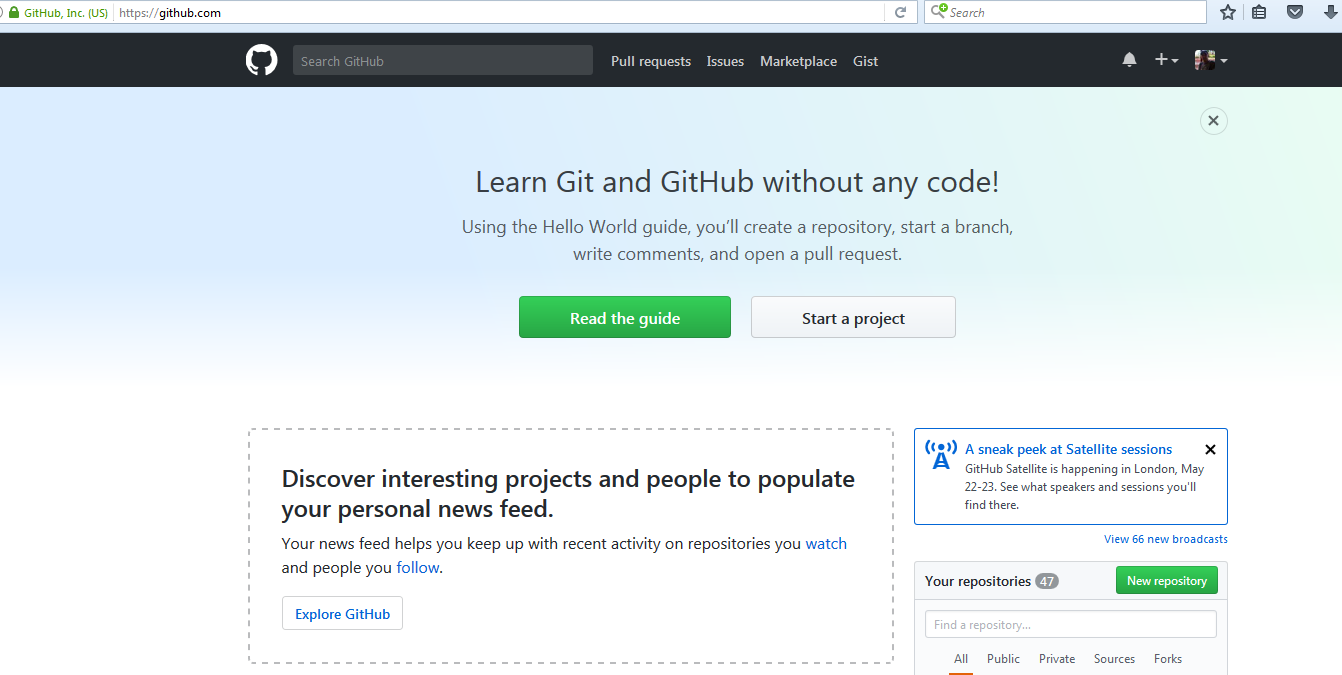 GitHub, Inc. (US) https://github.com
Search
Search GitHub
Pull requests Issues Marketplace Gist
Learn Git and GitHub without any code!
Using the Hello World guide, you’ll create a repository, start a branch,
write comments, and open a pull request.
Read the guide Start a project
Discover interesting projects and people to populate
your personal news feed.
Your news feed helps you keep up with recent activity on repositories you watch
and people you follow.
Explore GitHub
A sneak peek at Satellite sessions
GitHub Satellite is happening in London, May
22-23. See what speakers and sessions you'll
find there.
View 66 new broadcasts
Your repositories 47 New repository
Find a repository...
All Public Private Sources Forks